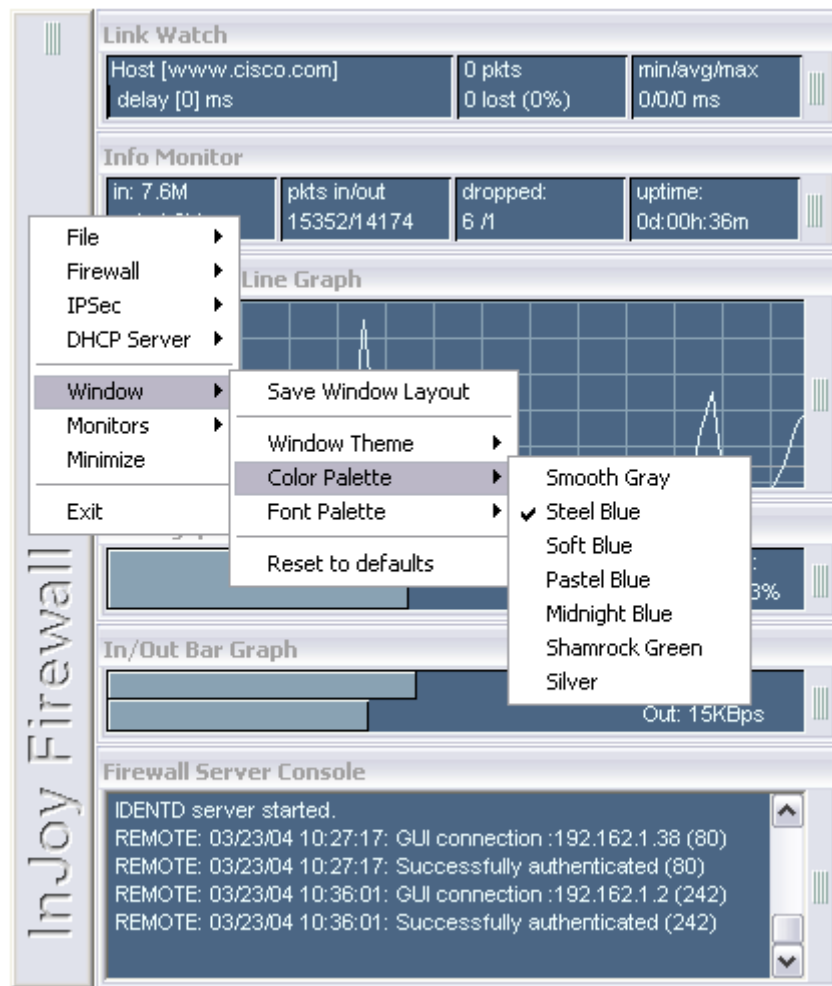 InJoy Firewall
Link Watch
Host [www.cisco.com]
delay [0] ms
0 pkts
0 lost (0%)
min/avg/max
0/0/0 ms
Info Monitor
in: 7.6M
pkts in/out
15352/14174
dropped:
6 /1
uptime:
0d:00h:36m
Line Graph
File
Firewall
IPSec
DHCP Server
Window
Monitors
Minimize
Exit
Save Window Layout
Window Theme
Color Palette
Font Palette
Reset to defaults
Smooth Gray
Steel Blue
Soft Blue
Pastel Blue
Midnight Blue
Shamrock Green
Silver
In/Out Bar Graph
Out: 15KBps
Firewall Server Console
IDENTD server started.
REMOTE: 03/23/04 10:27:17: GUI connection :192.162.1.38 (80)
REMOTE: 03/23/04 10:27:17: Successfully authenticated (80)
REMOTE: 03/23/04 10:36:01: GUI connection :192.162.1.2 (242)
REMOTE: 03/23/04 10:36:01: Successfully authenticated (242)